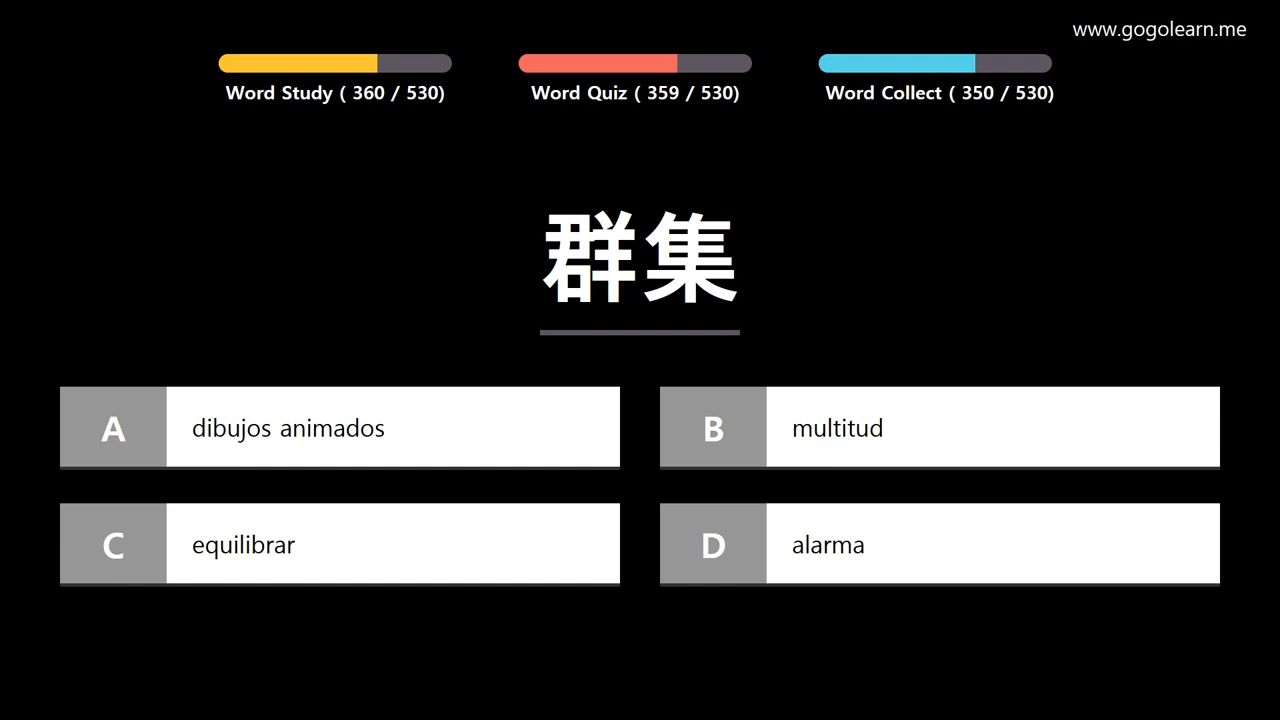 www.gogolearn.me
Word Study ( 360 / 530)
Word Quiz ( 359 / 530)
Word Collect ( 350 / 530)
群集
A dibujos animados
B multitud
C equilibrar
D alarma